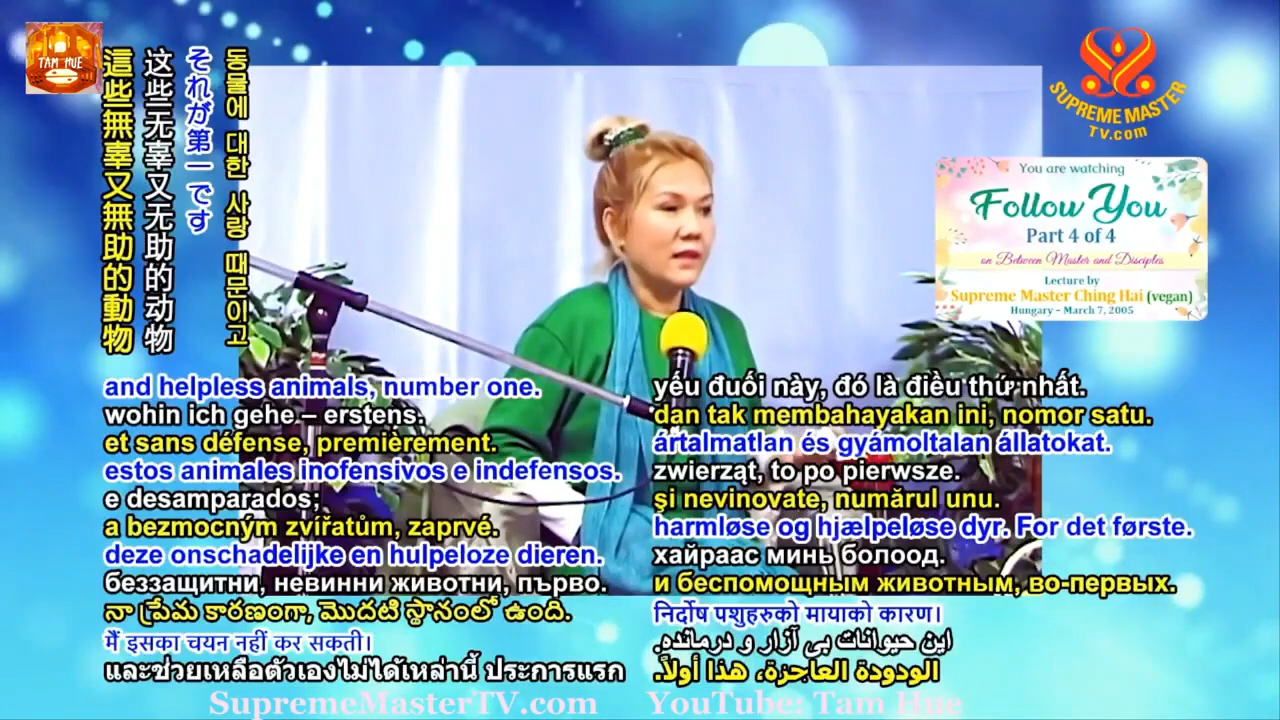 TAM HUE
SUPREME MASTER
TV.com
You are watching
Follow You
Part 4 of 4
on Between Master and Disciples
Lecture by
Supreme Master Ching Hai (vegan)
Hungary – March 7, 2005
這些無辜又無助的動物
这些无辜又无助的动物
それが第一です
동물에 대한 사랑 때문이고
and helpless animals, number one.
wohin ich gehe – erstens.
et sans défense, premièrement.
estos animales inofensivos e indefensos.
e desamparados;
a bezmocným zvířatům, zaprvé.
deze onschadelijke en hulpeloze dieren.
беззащитни, невинни животни, първо.
నా ప్రేమ కారణంగా, మొదటి స్థానంలో ఉంది.
मैं इसका चयन नहीं कर सकती।
และช่วยเหลือตัวเองไม่ได้เหล่านี้ ประการแรก
yếu đuối này, đó là điều thứ nhất.
dan tak membahayakan ini, nomor satu.
ártalmatlan és gyámoltalan állatokat.
zwierząt, to po pierwsze.
și nevinovate, numărul unu.
harmløse og hjælpeløse dyr. For det første.
хайраас минь болоод.
и беспомощным животным, во-первых.
निर्दोष पशुहरुको मायाको कारण।
این حیوانات بی آزار و درمانده.
الودودة العاجزة، هذا أولاً.
SupremeMasterTV.com
YouTube: Tam Hue